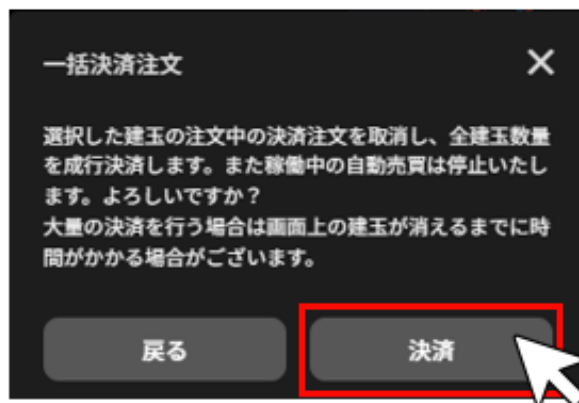 一括決済注文
選択した建玉の注文中の決済注文を取消し、全建玉数量
を成行決済します。また稼働中の自動売買は停止いたし
ます。よろしいですか？
大量の決済を行う場合は画面上の建玉が消えるまでに時
間がかかる場合がございます。
戻る
決済